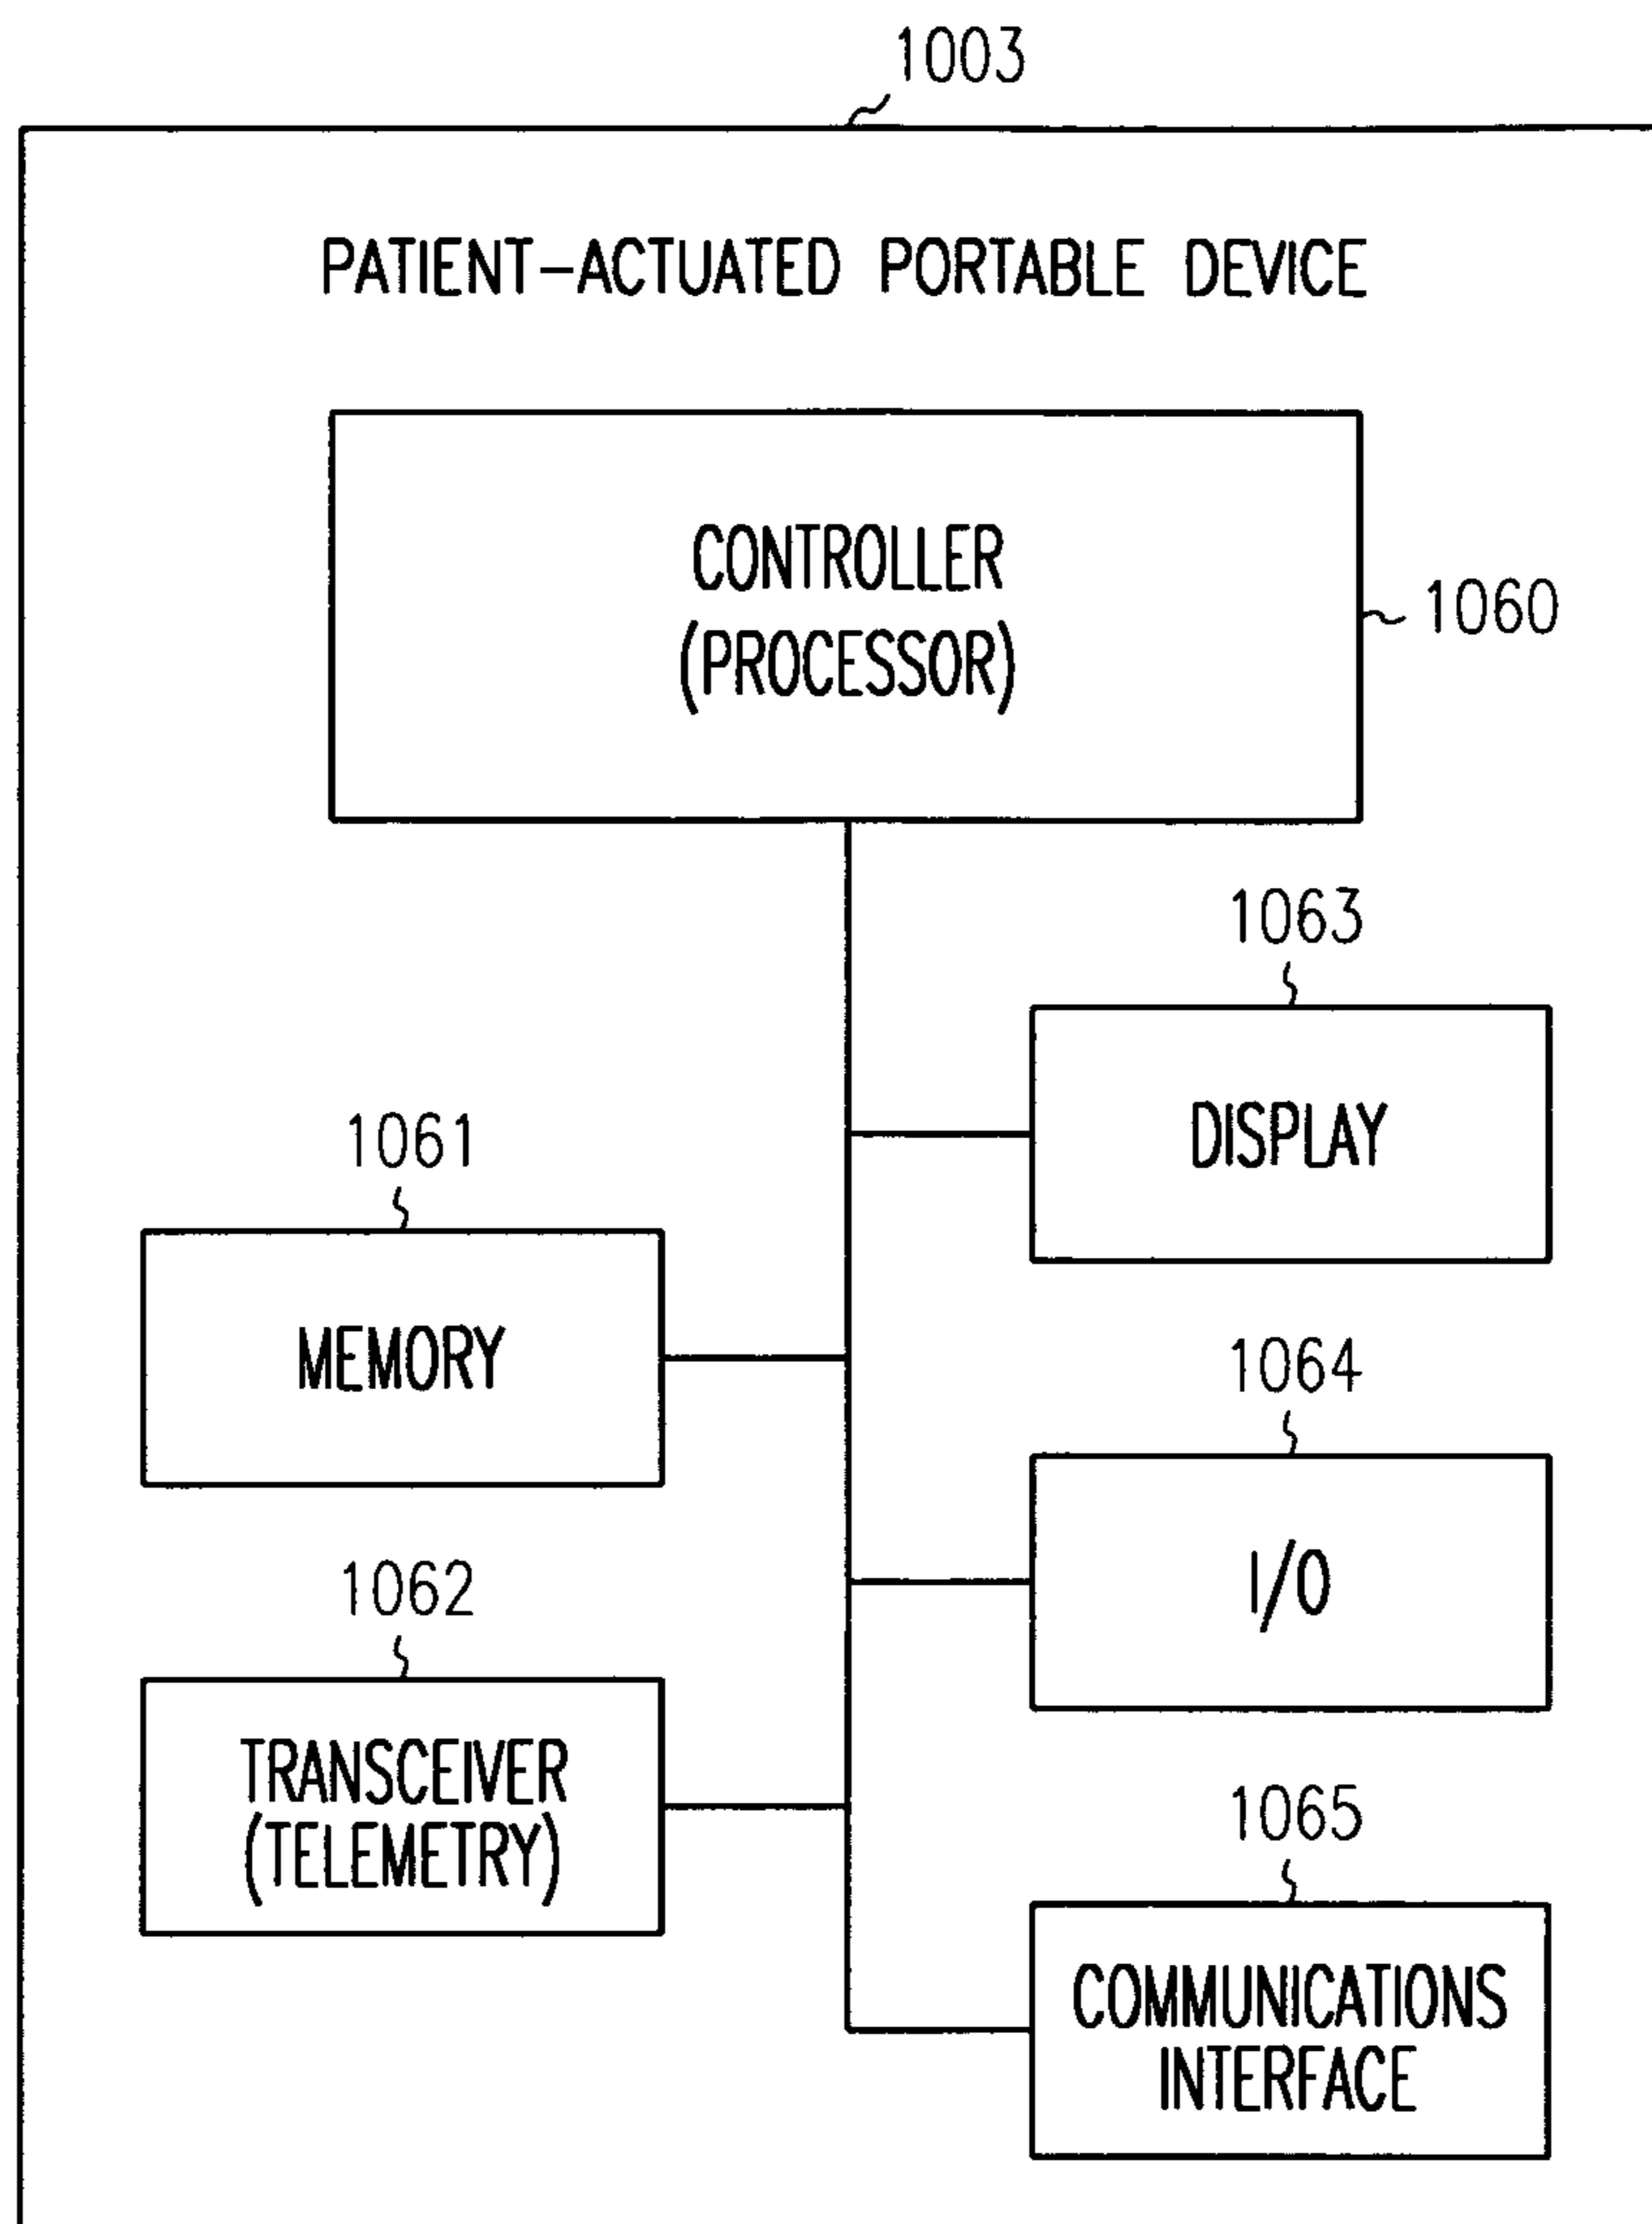 1003
PATIENT-ACTUATED PORTABLE DEVICE
CONTROLLER
(PROCESSOR)
1060
1063
DISPLAY
1061
MEMORY
1064
I/O
1062
TRANSCEIVER
(TELEMETRY)
1065
COMMUNICATIONS
INTERFACE